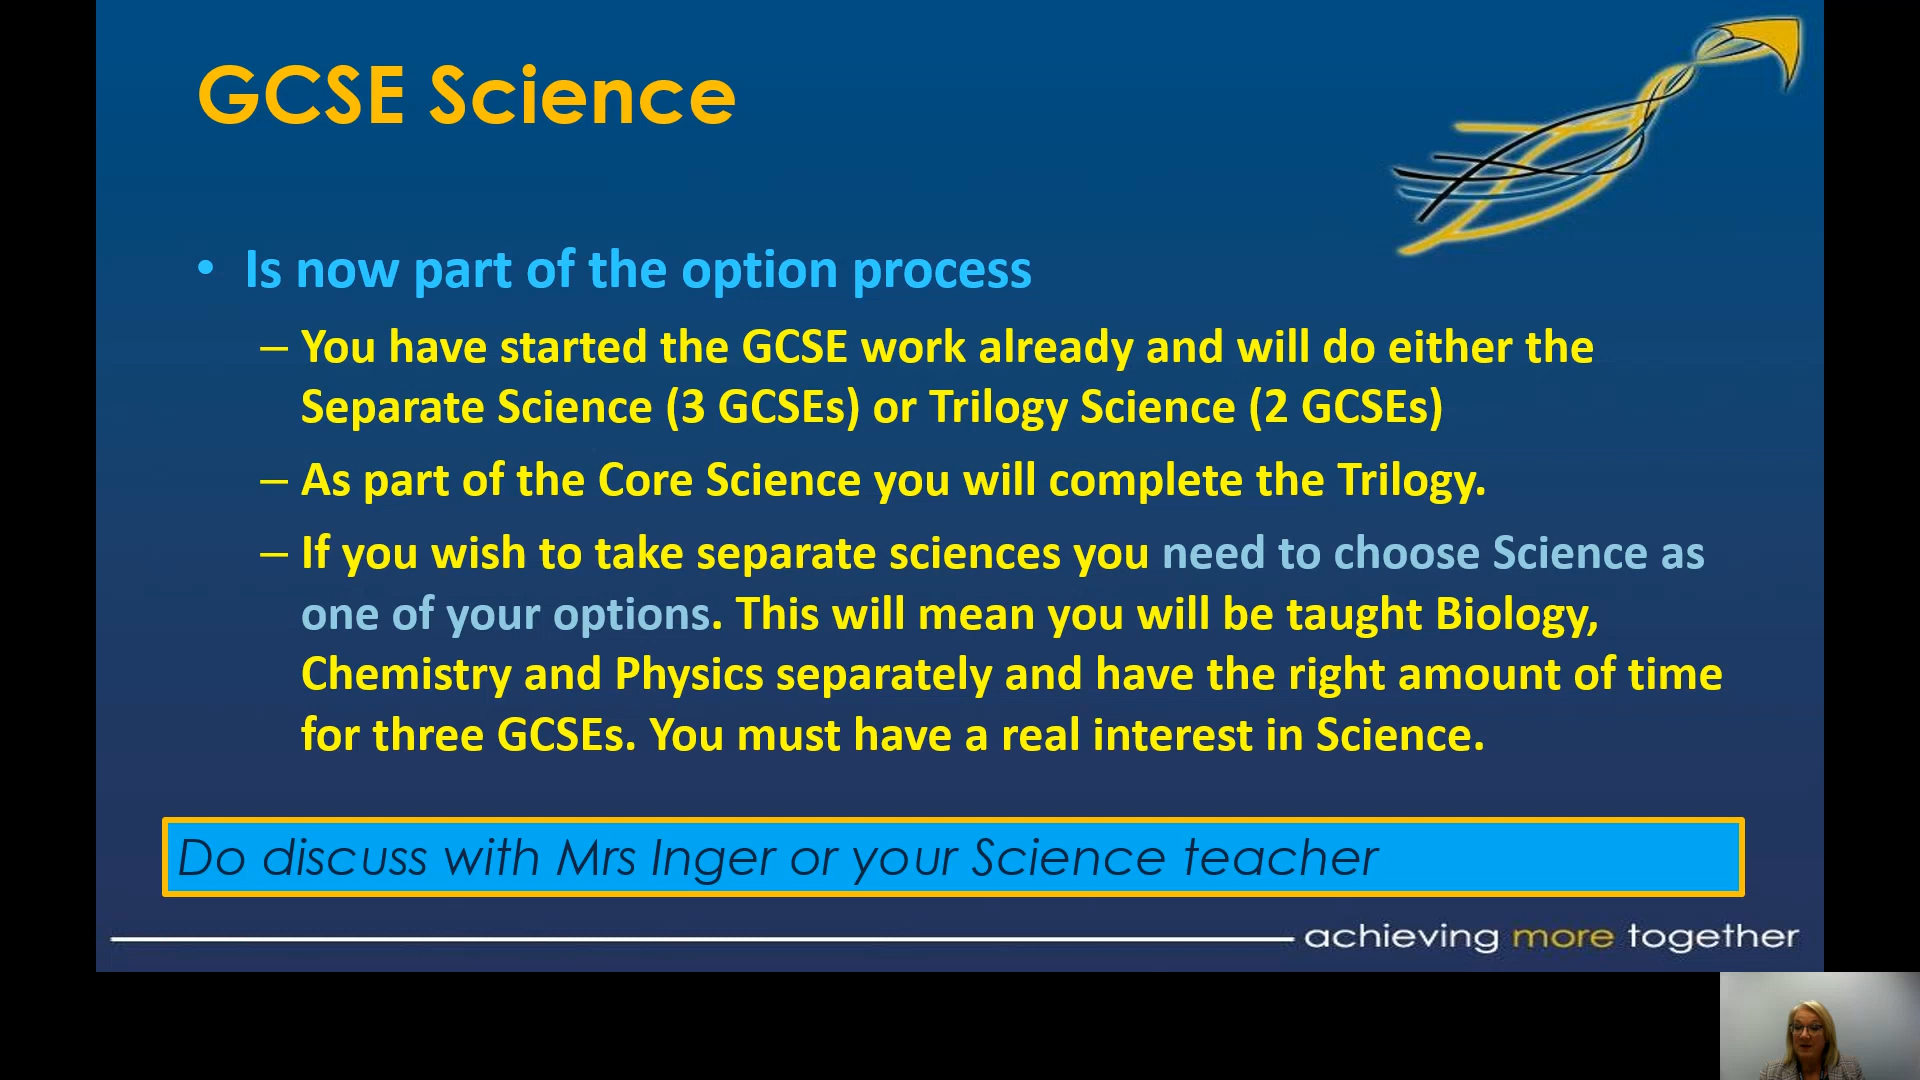 GCSE Science
• Is now part of the option process
– You have started the GCSE work already and will do either the
Separate Science (3 GCSEs) or Trilogy Science (2 GCSEs)
– As part of the Core Science you will complete the Trilogy.
– If you wish to take separate sciences you need to choose Science as
one of your options. This will mean you will be taught Biology,
Chemistry and Physics separately and have the right amount of time
for three GCSEs. You must have a real interest in Science.
Do discuss with Mrs Inger or your Science teacher
achieving more together